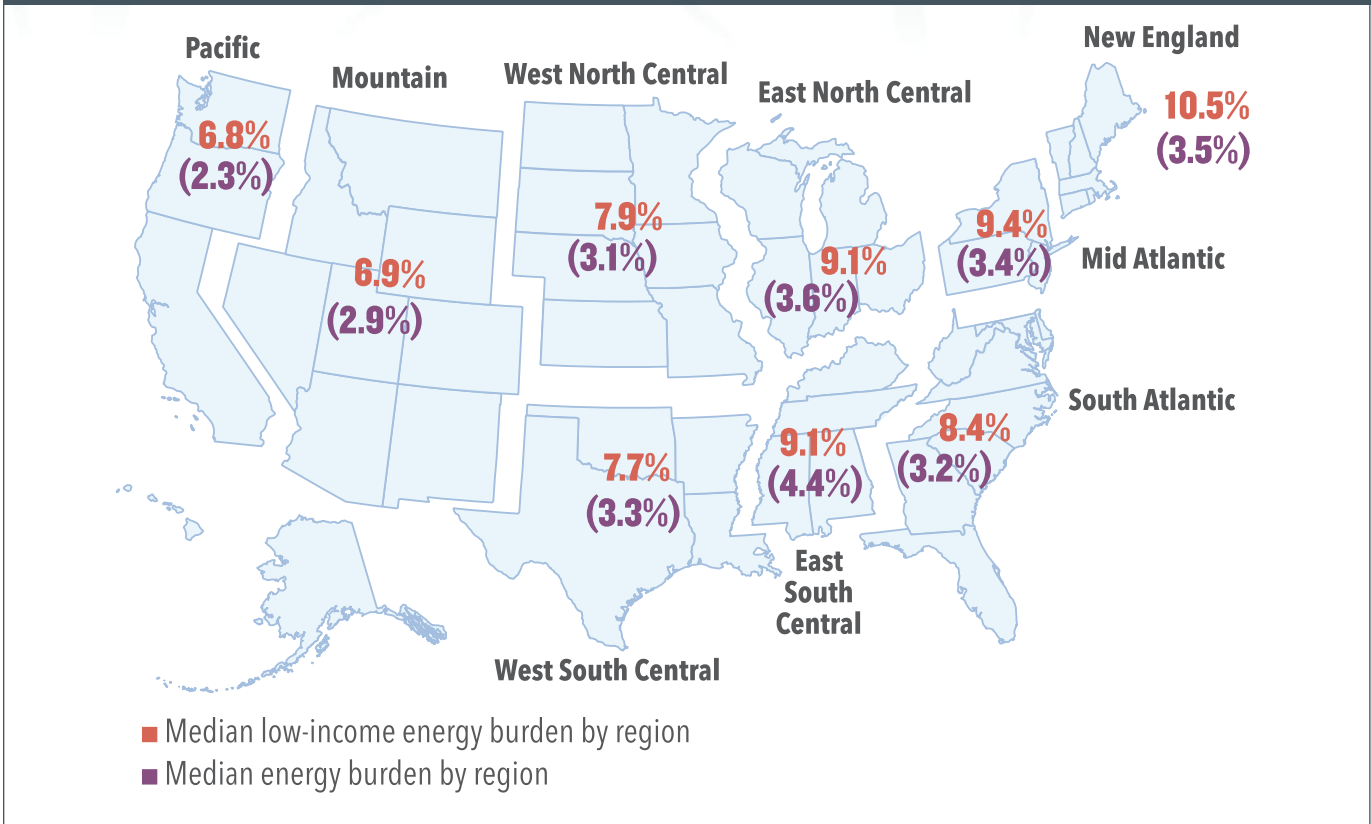 Pacific
6.8%
(2.3%)
Mountain
6.9%
(2.9%)
West North Central
7.9%
(3.1%)
East North Central
9.1%
(3.6%)
New England
10.5%
(3.5%)
9.4%
(3.4%)
Mid Atlantic
8.4%
(3.2%)
South Atlantic
9.1%
(4.4%)
East
South
Central
7.7%
(3.3%)
West South Central
Median low-income energy burden by region
Median energy burden by region